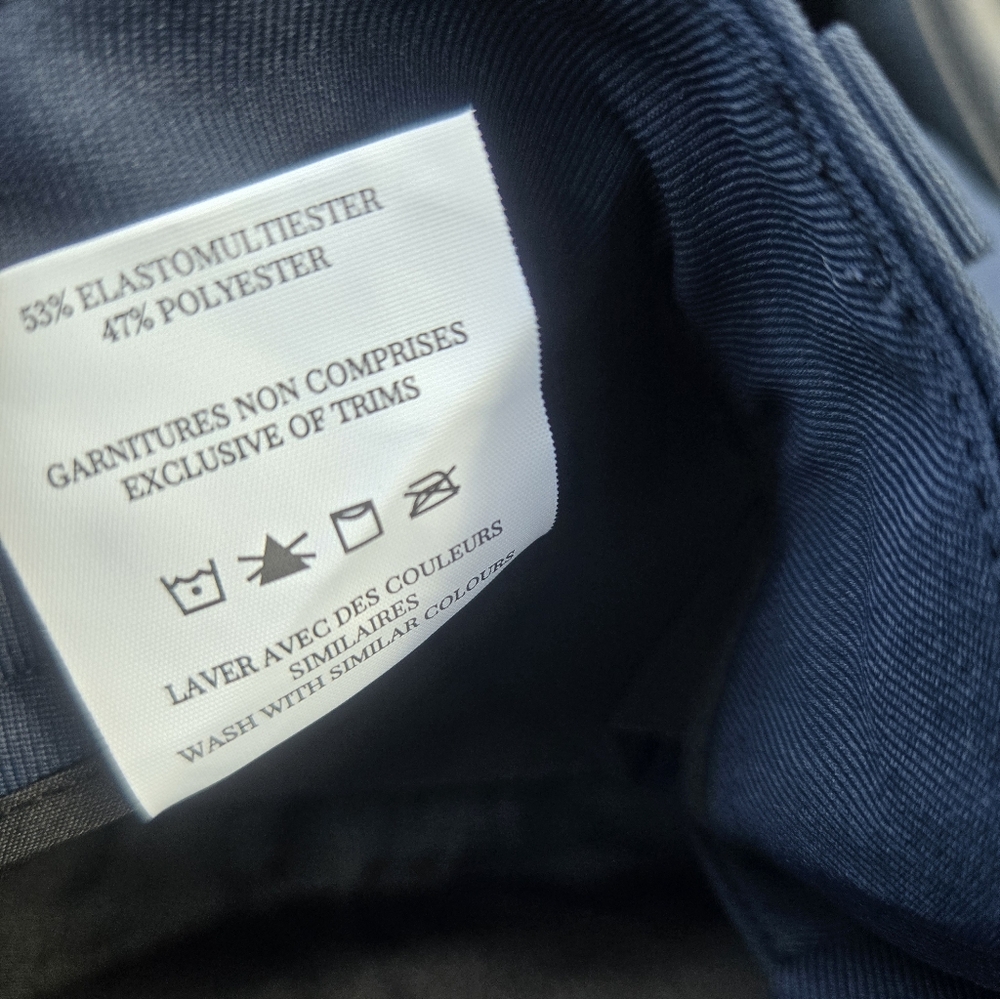 53% ELASTOMULTIESTER
47% POLYESTER
GARNITURES NON COMPRISES
EXCLUSIVE OF TRIMS
LAVER AVEC DES COULEURS
SIMILAIRES
WASH WITH SIMILAR COLOURS